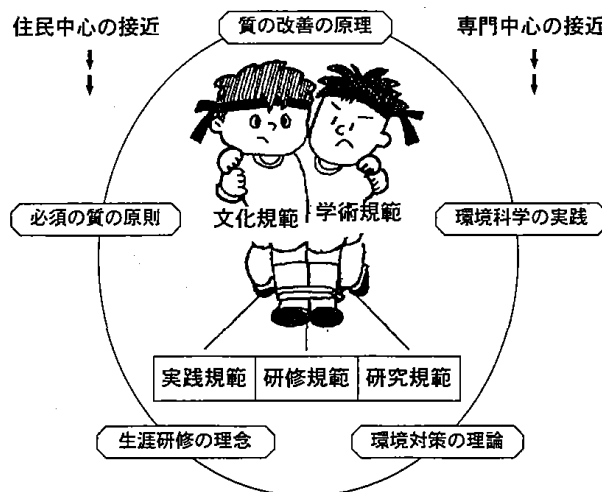 住民中心の接近
質の改善の原理
専門中心の接近
必須の質の原則
文化規範
学術規範
環境科学の実践
実践規範
研修規範
研究規範
生涯研修の理念
環境対策の理論